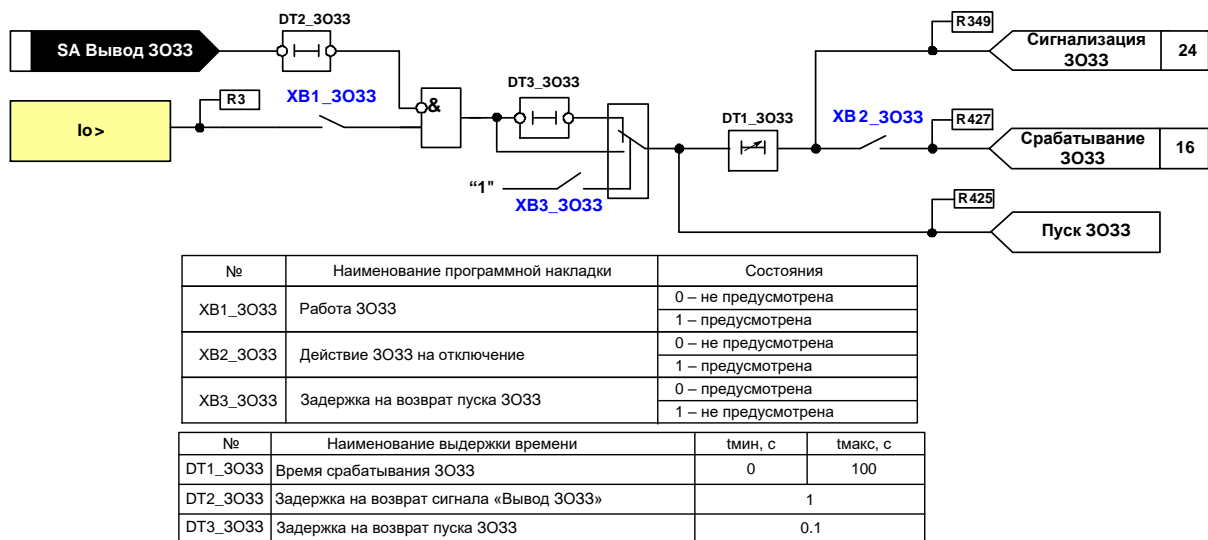 DT2_ЗОЗЗ
SA Вывод ЗОЗЗ
R349
Сигнализация
ЗОЗЗ
24
R3
XB1_ЗОЗЗ
&
DT3_ЗОЗЗ
Io>
DT1_ЗОЗЗ
XB2_ЗОЗЗ
R427
Срабатывание
ЗОЗЗ
16
“1"
XB3_ЗОЗЗ
R425
Пуск ЗОЗЗ
№ Наименование программной накладки Состояния
XB1_ЗОЗЗ Работа ЗОЗЗ
0 – не предусмотрена
1 – предусмотрена
XB2_ЗОЗЗ Действие ЗОЗЗ на отключение
0 – не предусмотрена
1 – предусмотрена
XB3_ЗОЗЗ Задержка на возврат пуска ЗОЗЗ
0 – предусмотрена
1 – не предусмотрена
№ Наименование выдержки времени tмин, с tмакс, с
DT1_ЗОЗЗ Время срабатывания ЗОЗЗ 0 100
DT2_ЗОЗЗ Задержка на возврат сигнала «Вывод ЗОЗЗ» 1
DT3_ЗОЗЗ Задержка на возврат пуска ЗОЗЗ 0.1